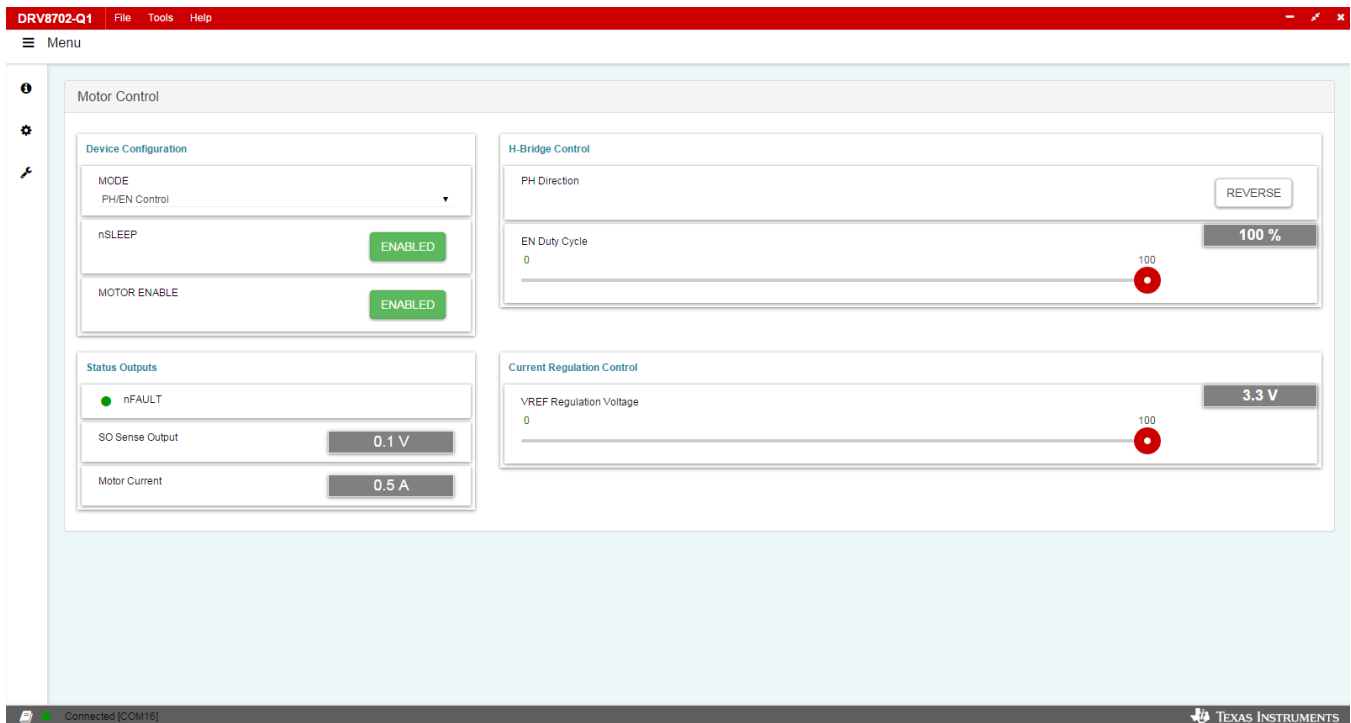 DRV8702-Q1 File Tools Help
Menu
Motor Control
Device Configuration
MODE
PH/EN Control
nSLEEP
ENABLED
MOTOR ENABLE
ENABLED
H-Bridge Control
PH Direction
REVERSE
EN Duty Cycle
100 %
0 100
Status Outputs
nFAULT
SO Sense Output
0.1 V
Motor Current
0.5 A
Current Regulation Control
VREF Regulation Voltage
3.3 V
0 100
Connected [COM16]
TEXAS INSTRUMENTS